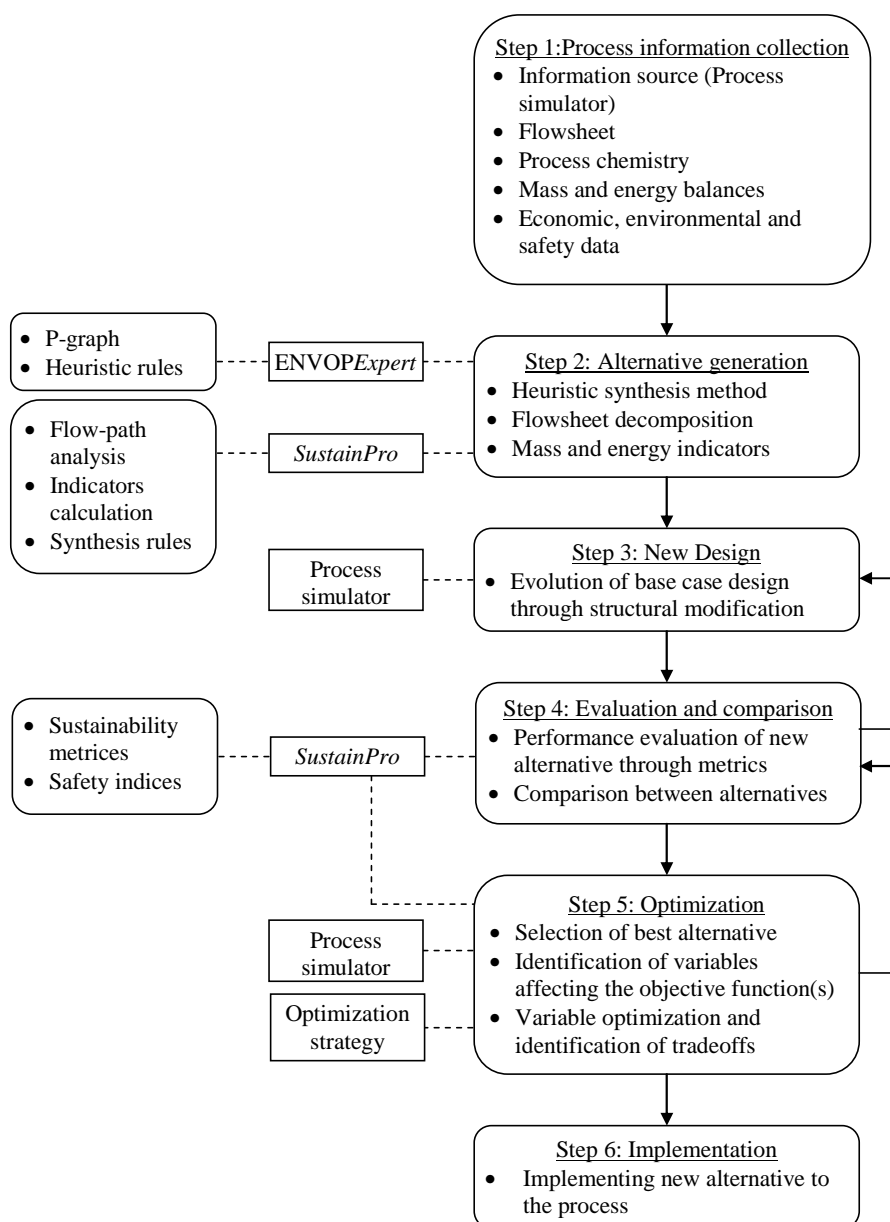 Step 1:Process information collection
• Information source (Process
simulator)
• Flowsheet
• Process chemistry
• Mass and energy balances
• Economic, environmental and
safety data
• P-graph
• Heuristic rules
ENVOPExpert
Step 2: Alternative generation
• Heuristic synthesis method
• Flowsheet decomposition
• Mass and energy indicators
• Flow-path
analysis
• Indicators
calculation
• Synthesis rules
SustainPro
Process
simulator
Step 3: New Design
• Evolution of base case design
through structural modification
• Sustainability
metrices
• Safety indices
SustainPro
Step 4: Evaluation and comparison
• Performance evaluation of new
alternative through metrics
• Comparison between alternatives
Process
simulator
Optimization
strategy
Step 5: Optimization
• Selection of best alternative
• Identification of variables
affecting the objective function(s)
• Variable optimization and
identification of tradeoffs
Step 6: Implementation
• Implementing new alternative to
the process